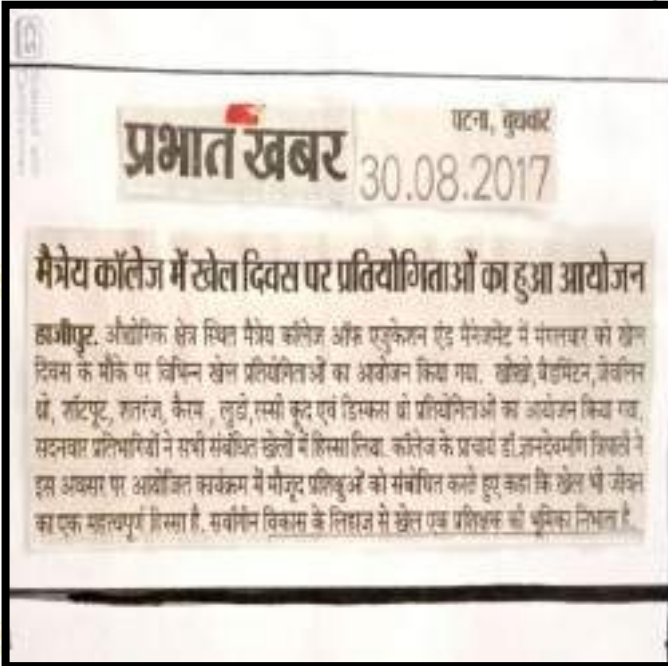 पटना, बुधवार
प्रभात खबर
30.08.2017
मैत्रेय कॉलेज में खेल दिवस पर प्रतियोगिताओं का हुआ आयोजन
हाजीपुर. औद्योगिक क्षेत्र स्थित मैत्रेय कॉलेज ऑफ एजुकेशन एंड मैनेजमेंट में मंगलवार को खेल
दिवस के मौके पर विभिन्न खेल प्रतियोगिताओं का आयोजन किया गया. खोखो,बैडमिंटन,जेवलिन
थ्रो, शॉटपुट, शतरंज, कैरम , लुडो,रस्सी कूद एवं डिस्कस थ्रो प्रतियोगिताओं का आयोजन किया गया.
सदनवार प्रतिभागियों ने सभी संबंधित खेलों में हिस्सा लिया. कॉलेज के प्राचार्य डॉ. त्रिपाठी ने
इस अवसर पर आयोजित कार्यक्रम में मौजूद प्रशिक्षुओं को संबोधित करते हुए कहा कि खेल भी जीवन
का एक महत्वपूर्ण हिस्सा है. सर्वांगीन विकास के लिहाज से खेल एक प्रशिक्षक की भूमिका निभाता है.